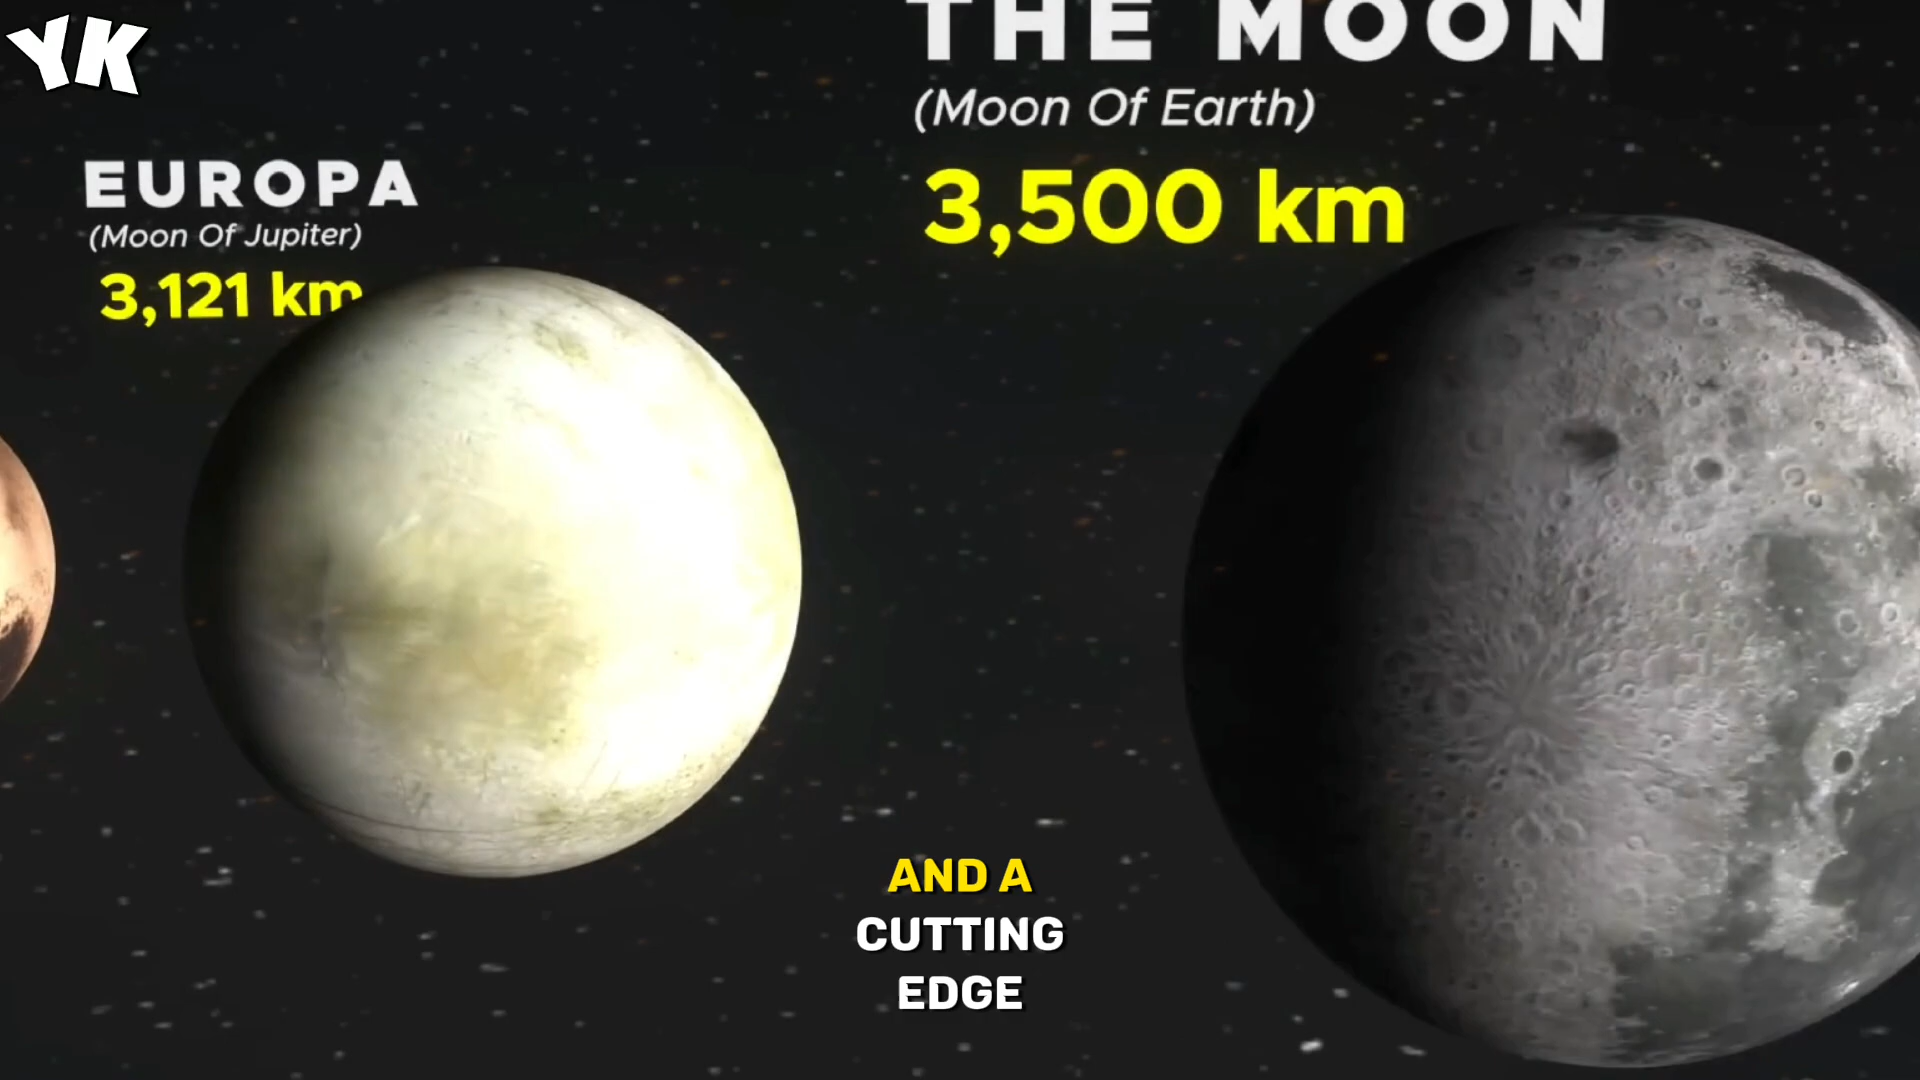 YK
THE MOON
(Moon Of Earth)
3,500 km
EUROPA
(Moon Of Jupiter)
3,121 km
AND A
CUTTING
EDGE